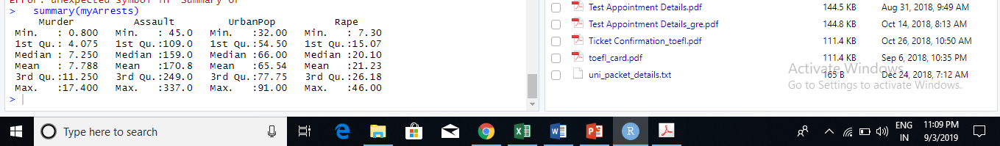 Error: unexpected symbol in "Summary of"
>   summary(myArrests)
     Murder          Assault         UrbanPop          Rape
 Min.   : 0.800   Min.   : 45.0   Min.   :32.00   Min.   : 7.30
 1st Qu.: 4.075   1st Qu.:109.0   1st Qu.:54.50   1st Qu.:15.07
 Median : 7.250   Median :159.0   Median :66.00   Median :20.10
 Mean   : 7.788   Mean   :170.8   Mean   :65.54   Mean   :21.23
 3rd Qu.:11.250   3rd Qu.:249.0   3rd Qu.:77.75   3rd Qu.:26.18
 Max.   :17.400   Max.   :337.0   Max.   :91.00   Max.   :46.00
>
Test Appointment Details.pdf 144.5 KB Aug 31, 2018, 9:49 AM
Test Appointment Details_gre.pdf 144.8 KB Oct 14, 2018, 8:13 AM
Ticket Confirmation_toefl.pdf 111.4 KB Oct 26, 2018, 10:50 AM
toefl_card.pdf 111.4 KB Sep 6, 2018, 10:35 PM
uni_packet_details.txt 165 B Dec 24, 2018, 7:12 AM
Activate Windows
Go to Settings to activate Windows.
Type here to search
ENG
IN
11:09 PM
9/3/2019